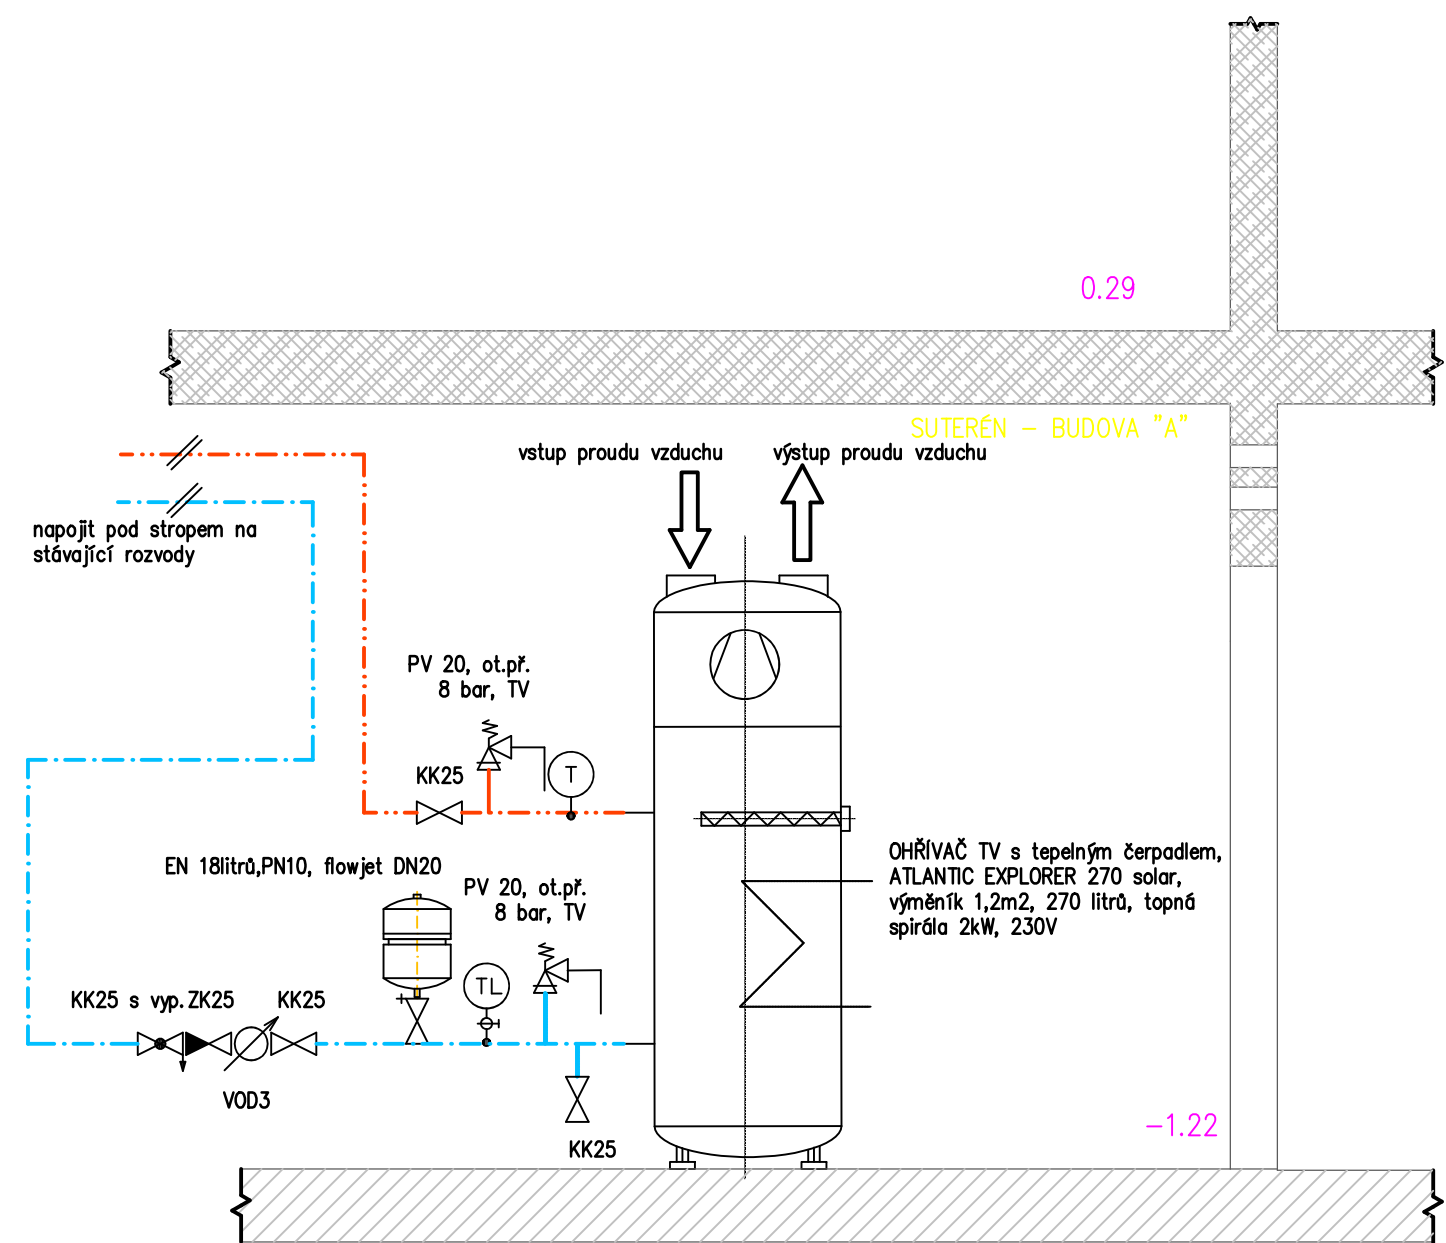 0.29
SUTERÉN - BUDOVA "A"
vstup proudu vzduchu
výstup proudu vzduchu
napojit pod stropem na
stávající rozvody
PV 20, ot.př.
8 bar, TV
KK25
T
EN 18litrů,PN10, flowjet DN20
PV 20, ot.př.
8 bar, TV
OHŘÍVAČ TV s tepelným čerpadlem,
ATLANTIC EXPLORER 270 solar,
výměník 1,2m2, 270 litrů, topná
spirála 2kW, 230V
TL
KK25 s vyp.
ZK25
KK25
VOD3
KK25
-1.22